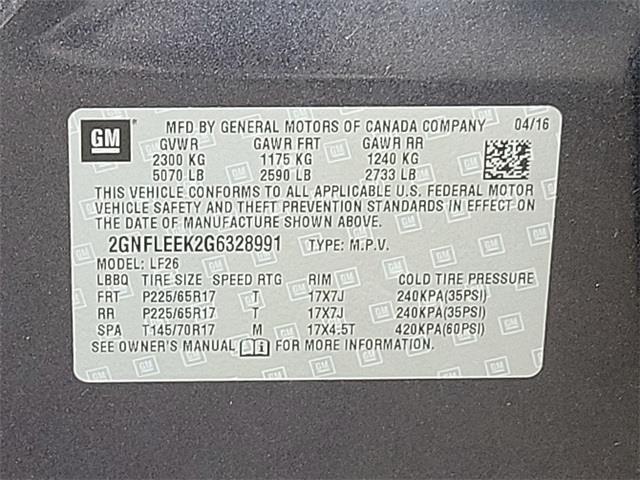 GM MFD BY GENERAL MOTORS OF CANADA COMPANY 04/16
GVWR GAWR FRT GAWR RR
2300 KG 1175 KG 1240 KG
5070 LB 2590 LB 2733 LB
THIS VEHICLE CONFORMS TO ALL APPLICABLE U.S. FEDERAL MOTOR
VEHICLE SAFETY AND THEFT PREVENTION STANDARDS IN EFFECT ON
THE DATE OF MANUFACTURE SHOWN ABOVE.
2GNFLEEK2G6328991 TYPE: M.P.V.
MODEL: LF26
LBBQ TIRE SIZE SPEED RTG RIM COLD TIRE PRESSURE
FRT P225/65R17 T 17X7J 240KPA(35PSI)
RR P225/65R17 T 17X7J 240KPA(35PSI)
SPA T145/70R17 M 17X4.5T 420KPA(60PSI)
SEE OWNER'S MANUAL FOR MORE INFORMATION.